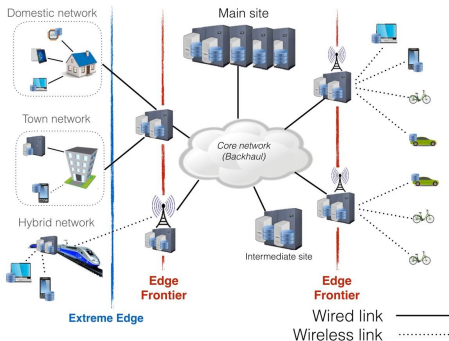 Domestic network
Main site
Core network
(Backhaul)
Town network
Hybrid network
Intermediate site
Edge
Frontier
Edge
Frontier
Extreme Edge
Wired link
Wireless link